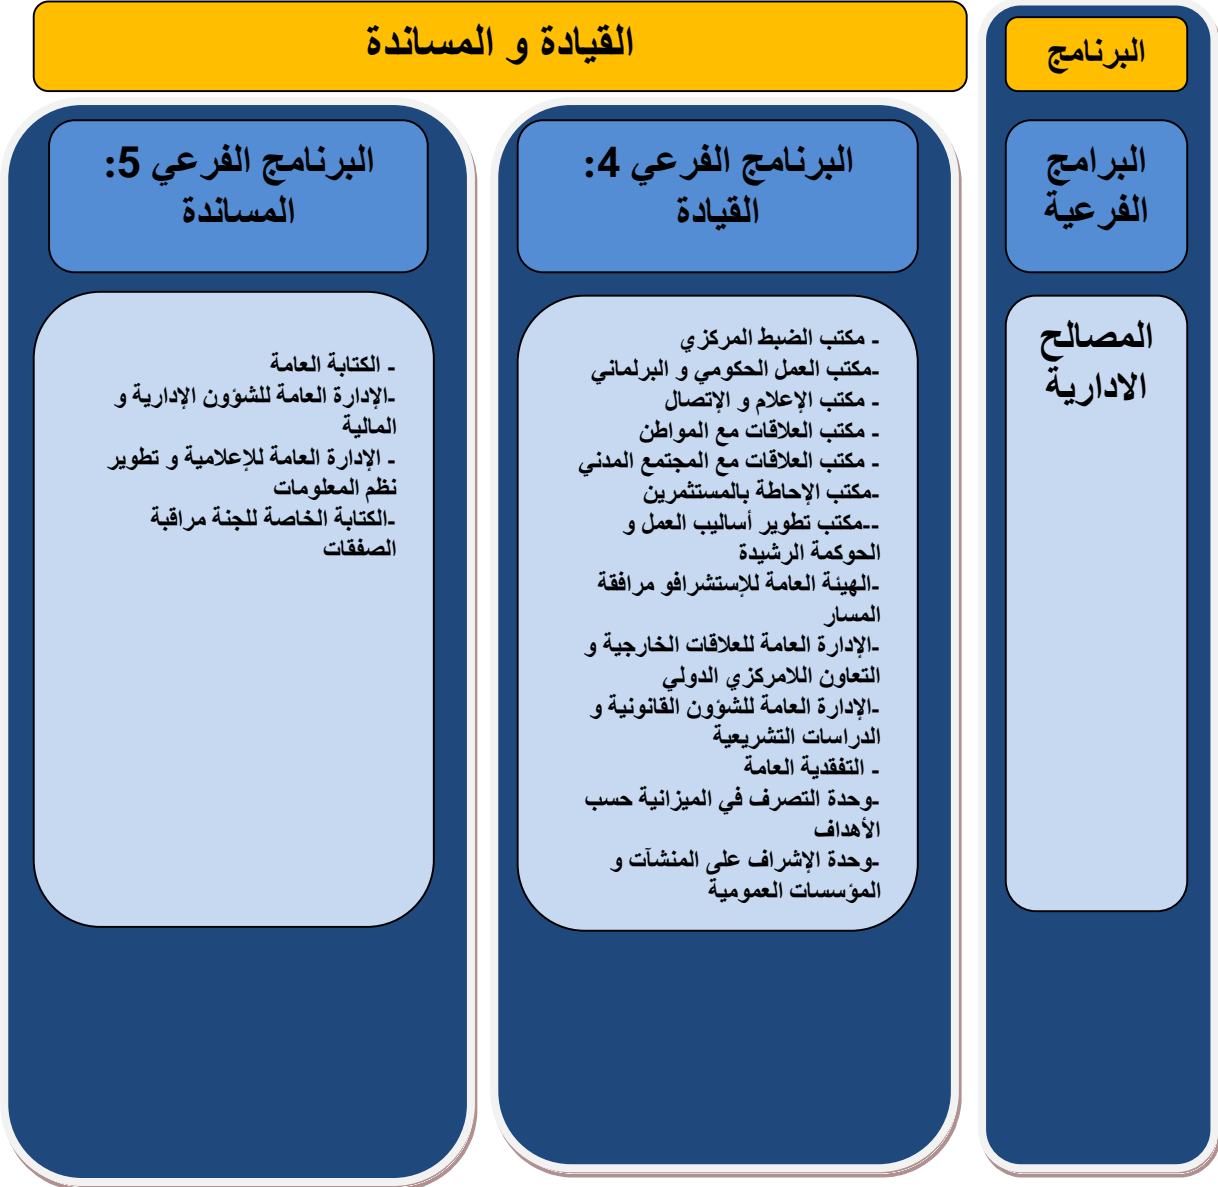 البرنامج
القيادة و المساندة
البرامج
الفرعية
البرنامج الفرعي 4:
القيادة
البرنامج الفرعي 5:
المساندة
المصالح
الادارية
- مكتب الضبط المركزي
-مكتب العمل الحكومي و البرلماني
- مكتب الإعلام و الإتصال
- مكتب العلاقات مع المواطن
- مكتب العلاقات مع المجتمع المدني
-مكتب الإحاطة بالمستثمرين
--مكتب تطوير أساليب العمل و
الحوكمة الرشيدة
-الهيئة العامة للإستشرافو مرافقة
المسار
-الإدارة العامة للعلاقات الخارجية و
التعاون اللامركزي الدولي
-الإدارة العامة للشؤون القانونية و
الدراسات التشريعية
- التفقدية العامة
-وحدة التصرف في الميزانية حسب
الأهداف
-وحدة الإشراف على المنشآت و
المؤسسات العمومية
- الكتابة العامة
-الإدارة العامة للشؤون الإدارية و
المالية
- الإدارة العامة للإعلامية و تطوير
نظم المعلومات
-الكتابة الخاصة للجنة مراقبة
الصفقات